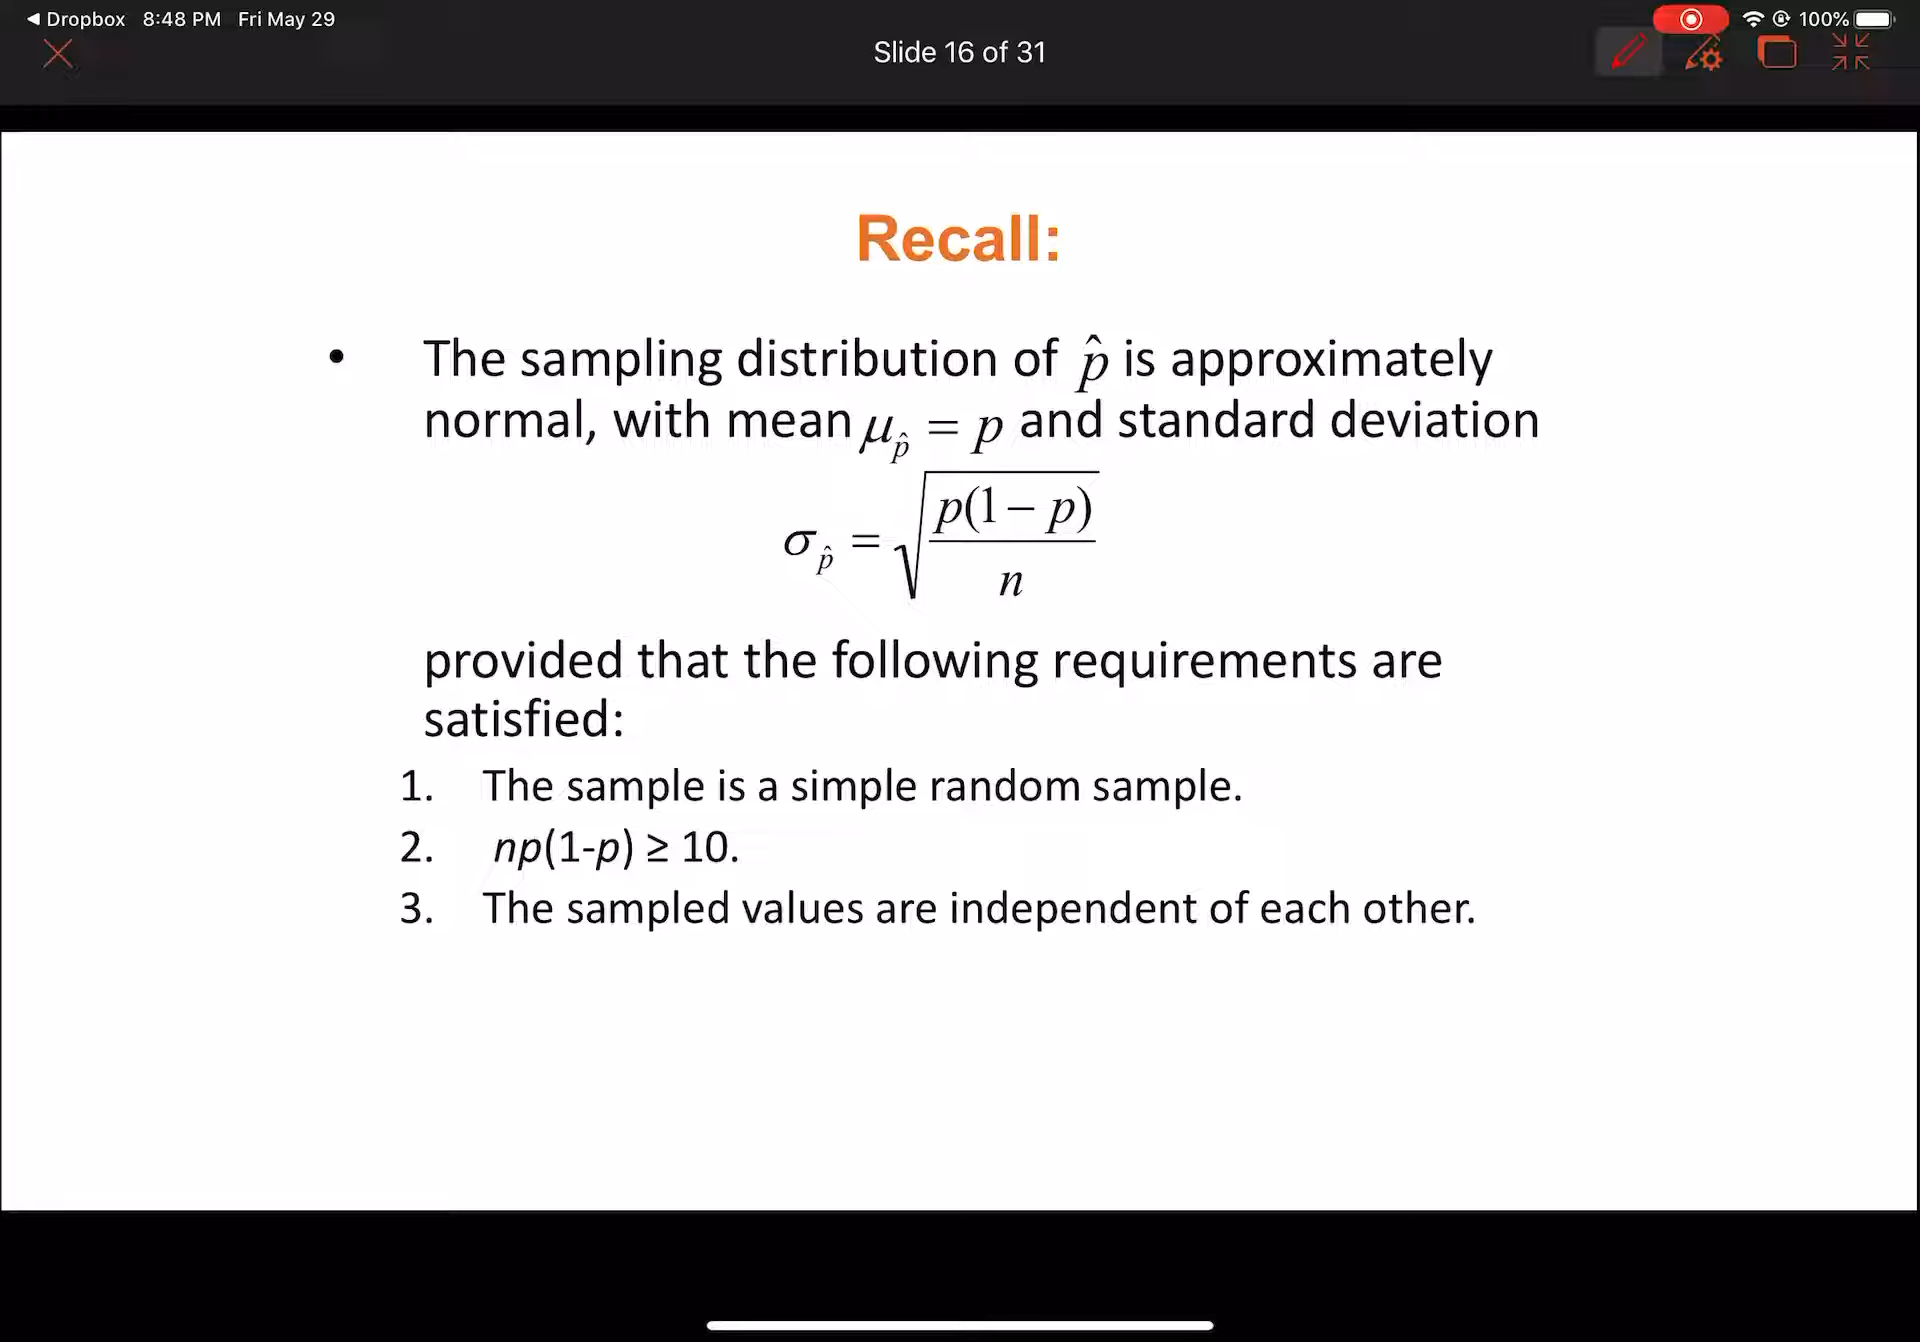 ◀ Dropbox 8:48 PM Fri May 29
100%
Slide 16 of 31
Recall:
• The sampling distribution of p̂ is approximately
normal, with mean μ_p̂ = p and standard deviation
σ_p̂ = √(p(1 − p)/n)
provided that the following requirements are
satisfied:
1. The sample is a simple random sample.
2. np(1-p) ≥ 10.
3. The sampled values are independent of each other.